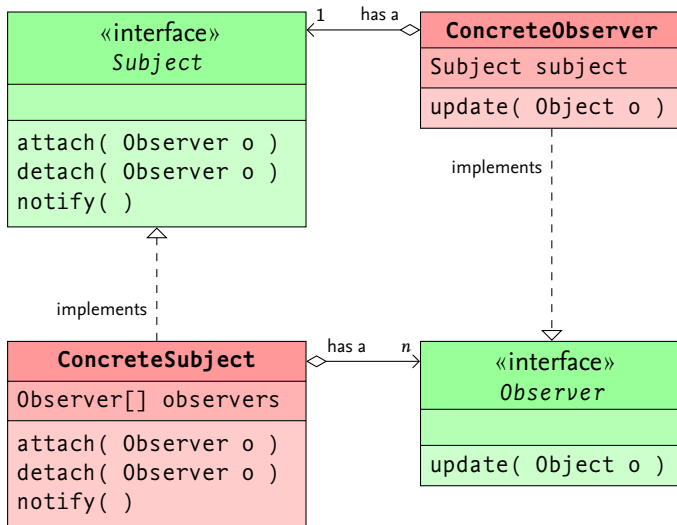 «interface»
Subject
attach( Observer o )
detach( Observer o )
notify( )
1
has a
ConcreteObserver
Subject subject
update( Object o )
implements
implements
ConcreteSubject
Observer[] observers
attach( Observer o )
detach( Observer o )
notify( )
has a
n
«interface»
Observer
update( Object o )